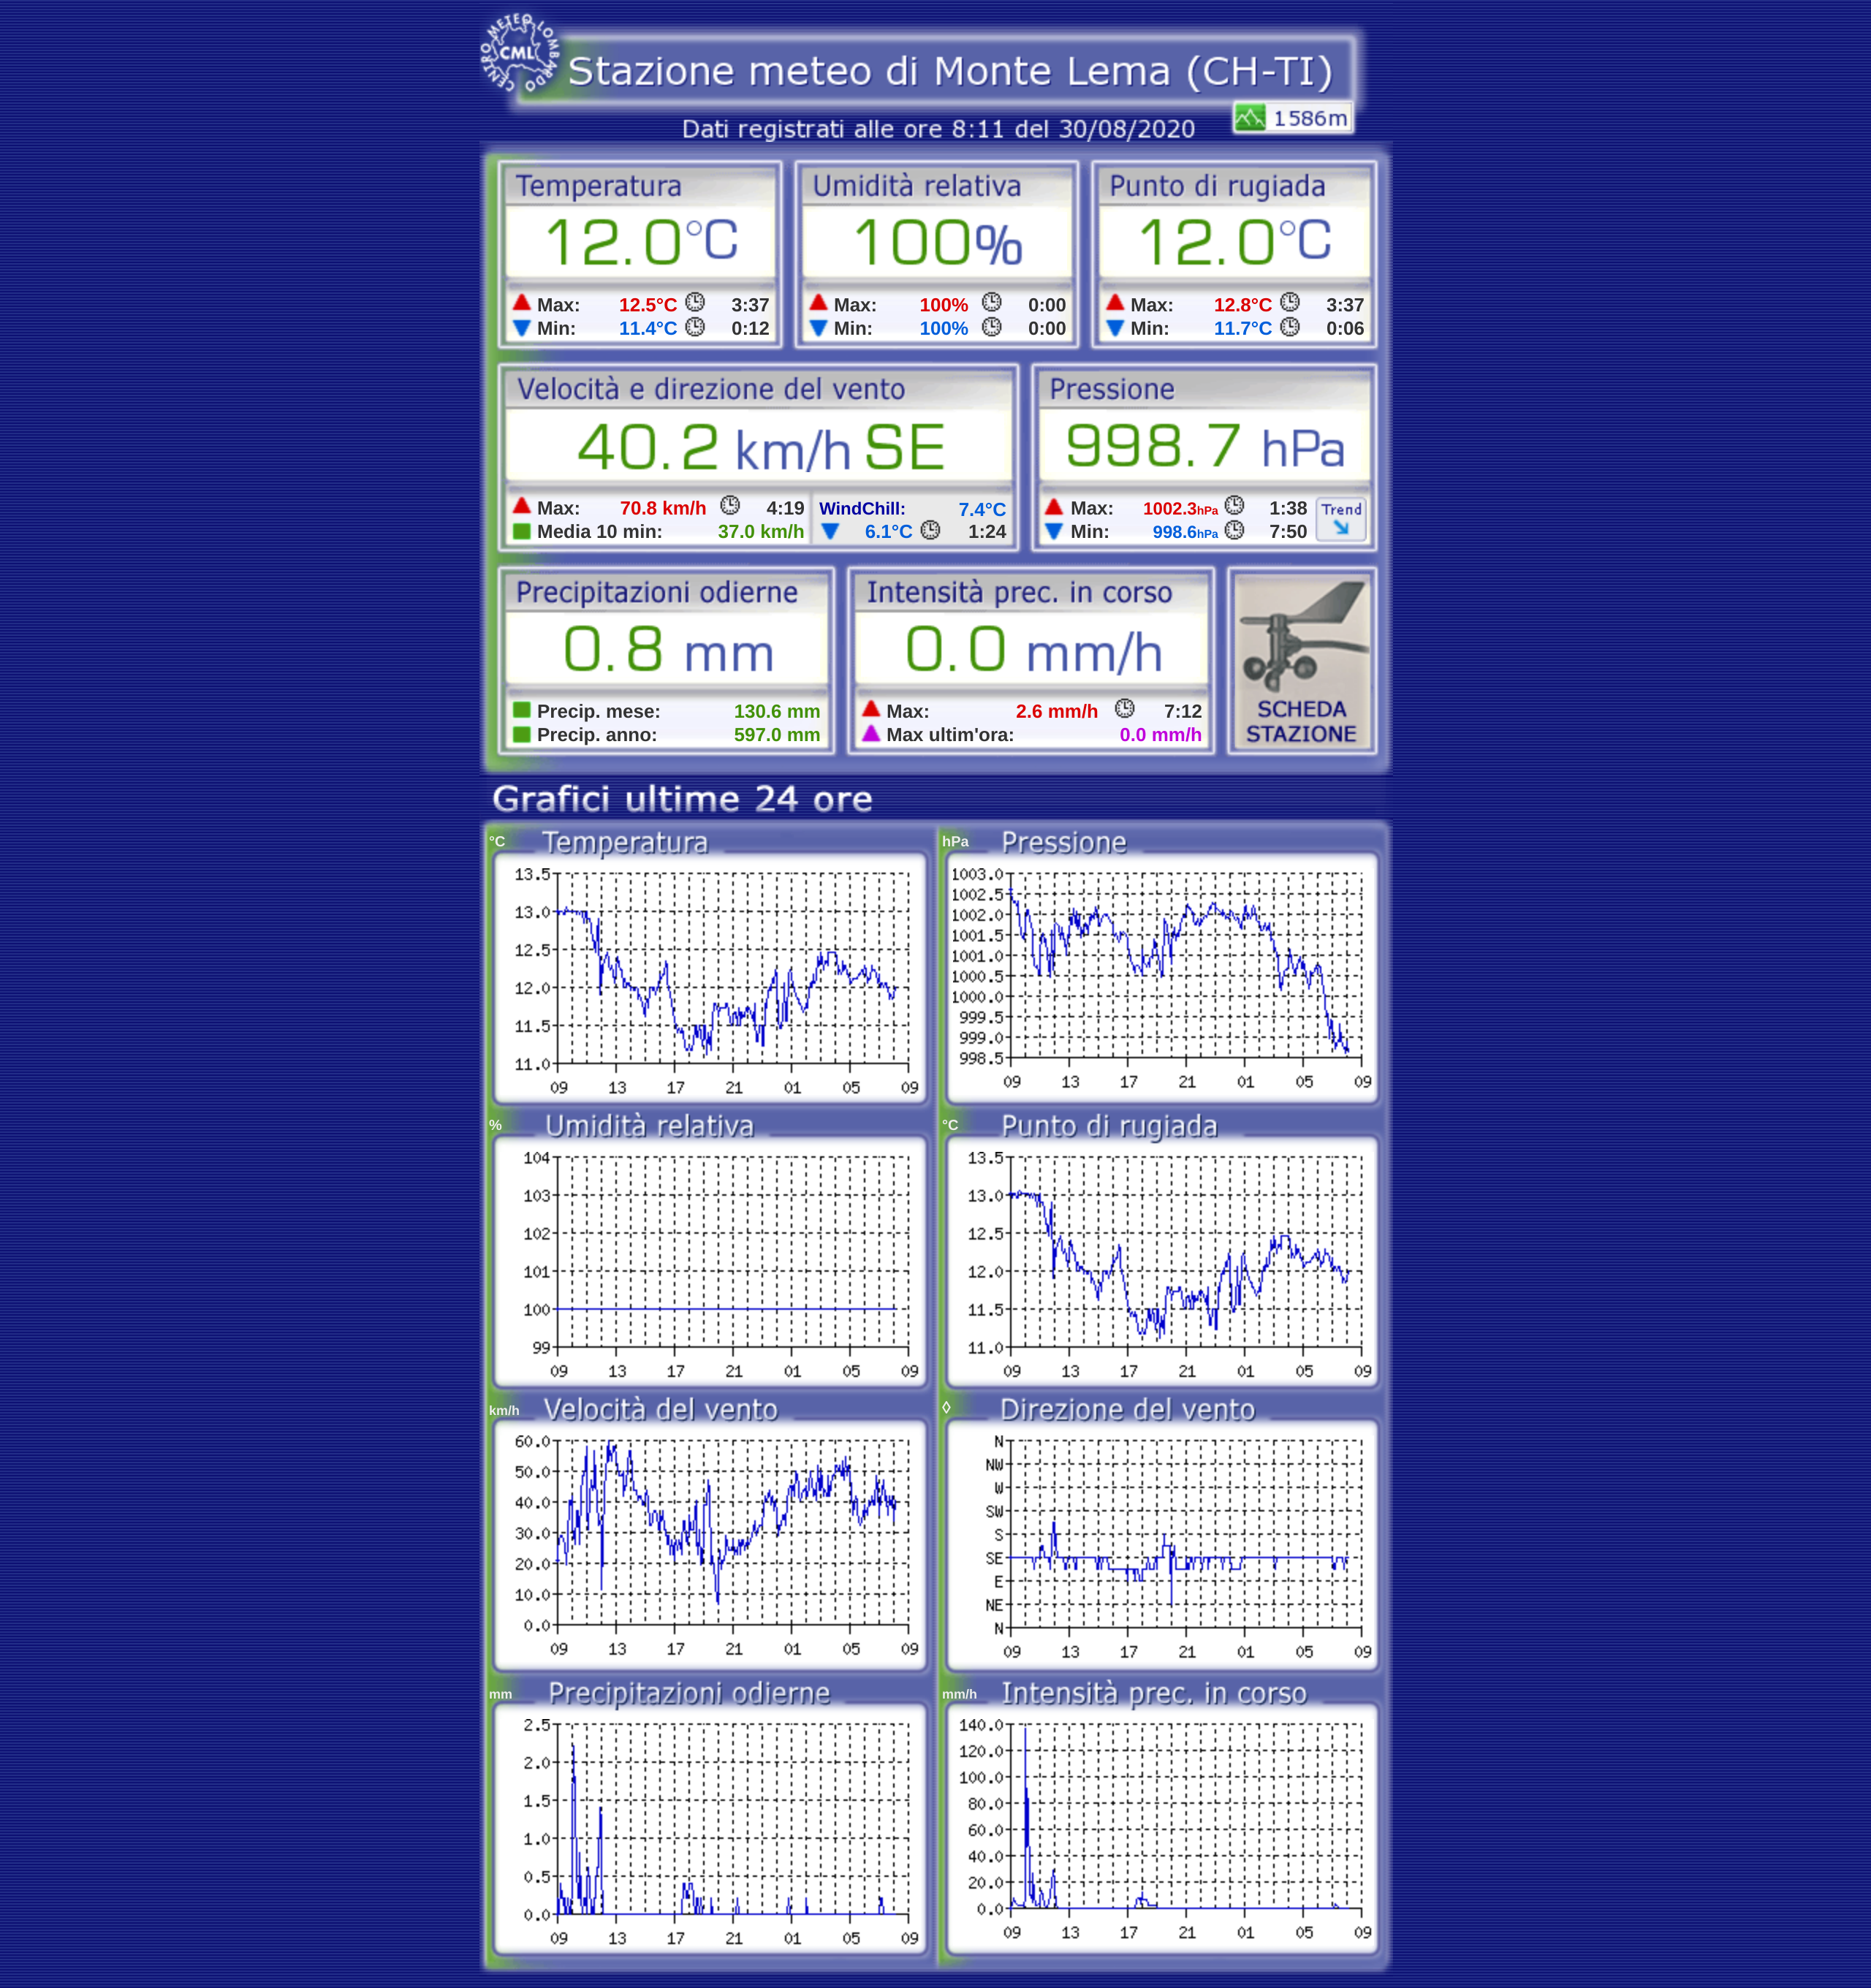 CENTRO METEO LOMBARDO
CML
Stazione meteo di Monte Lema (CH-TI)
1586m
Dati registrati alle ore 8:11 del 30/08/2020
Temperatura
12.0°C
Max: 12.5°C 3:37
Min: 11.4°C 0:12
Umidità relativa
100%
Max: 100% 0:00
Min: 100% 0:00
Punto di rugiada
12.0°C
Max: 12.8°C 3:37
Min: 11.7°C 0:06
Velocità e direzione del vento
40.2 km/h SE
Max: 70.8 km/h 4:19
Media 10 min: 37.0 km/h
WindChill: 7.4°C
6.1°C 1:24
Pressione
998.7 hPa
Max: 1002.3hPa 1:38
Min: 998.6hPa 7:50
Trend
Precipitazioni odierne
0.8 mm
Precip. mese: 130.6 mm
Precip. anno: 597.0 mm
Intensità prec. in corso
0.0 mm/h
Max: 2.6 mm/h 7:12
Max ultim'ora: 0.0 mm/h
SCHEDA
STAZIONE
Grafici ultime 24 ore
°C Temperatura
13.5
13.0
12.5
12.0
11.5
11.0
09 13 17 21 01 05 09
hPa Pressione
1003.0
1002.5
1002.0
1001.5
1001.0
1000.5
1000.0
999.5
999.0
998.5
09 13 17 21 01 05 09
% Umidità relativa
104
103
102
101
100
99
09 13 17 21 01 05 09
°C Punto di rugiada
13.5
13.0
12.5
12.0
11.5
11.0
09 13 17 21 01 05 09
km/h Velocità del vento
60.0
50.0
40.0
30.0
20.0
10.0
0.0
09 13 17 21 01 05 09
◊ Direzione del vento
N
NW
W
SW
S
SE
E
NE
N
09 13 17 21 01 05 09
mm Precipitazioni odierne
2.5
2.0
1.5
1.0
0.5
0.0
09 13 17 21 01 05 09
mm/h Intensità prec. in corso
140.0
120.0
100.0
80.0
60.0
40.0
20.0
0.0
09 13 17 21 01 05 09